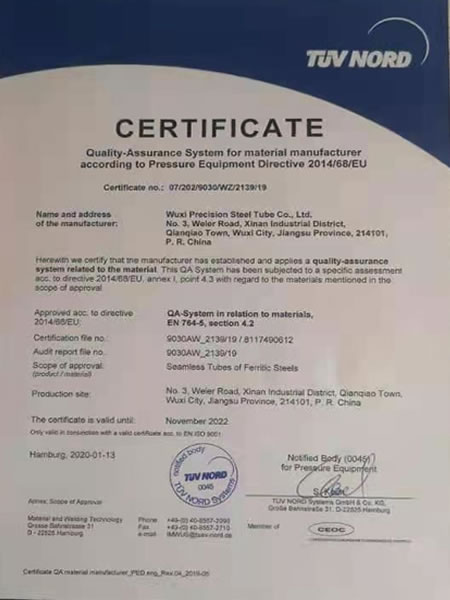 TÜV NORD
CERTIFICATE
Quality-Assurance System for material manufacturer
according to Pressure Equipment Directive 2014/68/EU
Certificate no.: 07/202/9030/WZ/2139/19
Name and address Wuxi Precision Steel Tube Co., Ltd.
of the manufacturer: No. 3, Weier Road, Xinan Industrial District,
Qianqiao Town, Wuxi City, Jiangsu Province, 214101,
P. R. China
Herewith we certify that the manufacturer has established and applies a quality-assurance
system related to the material. This QA System has been subjected to a specific assessment
acc. to directive 2014/68/EU, annex I, point 4.3 with regard to the materials mentioned in the
scope of approval
Approved acc. to directive QA-System in relation to materials,
2014/68/EU: EN 764-5, section 4.2
Certification file no.: 9030AW_2139/19 / 8117490612
Audit report file no.: 9030AW_2139/19
Scope of approval: Seamless Tubes of Ferritic Steels
(product / material)
Production site: No. 3, Weier Road, Xinan Industrial District, Qianqiao Town,
Wuxi City, Jiangsu Province, 214101, P. R. China
The certificate is valid until: November 2022
Only valid in conjunction with a valid certificate acc. to EN ISO 9001.
Hamburg, 2020-01-13
notified body
TÜV NORD
0045
TÜV NORD Systems
Notified Body (0045)
for Pressure Equipment
TÜV NORD Systems GmbH & Co. KG,
Große Bahnstraße 31, D-22525 Hamburg
Annex: Scope of Approval
Material and Welding Technology Phone
Grosse Bahnstrasse 31 Fax
D - 22525 Hamburg e-mail
Member of CEOC
Certificate QA material manufacturer_PED.eng_Rev.04_2019-05